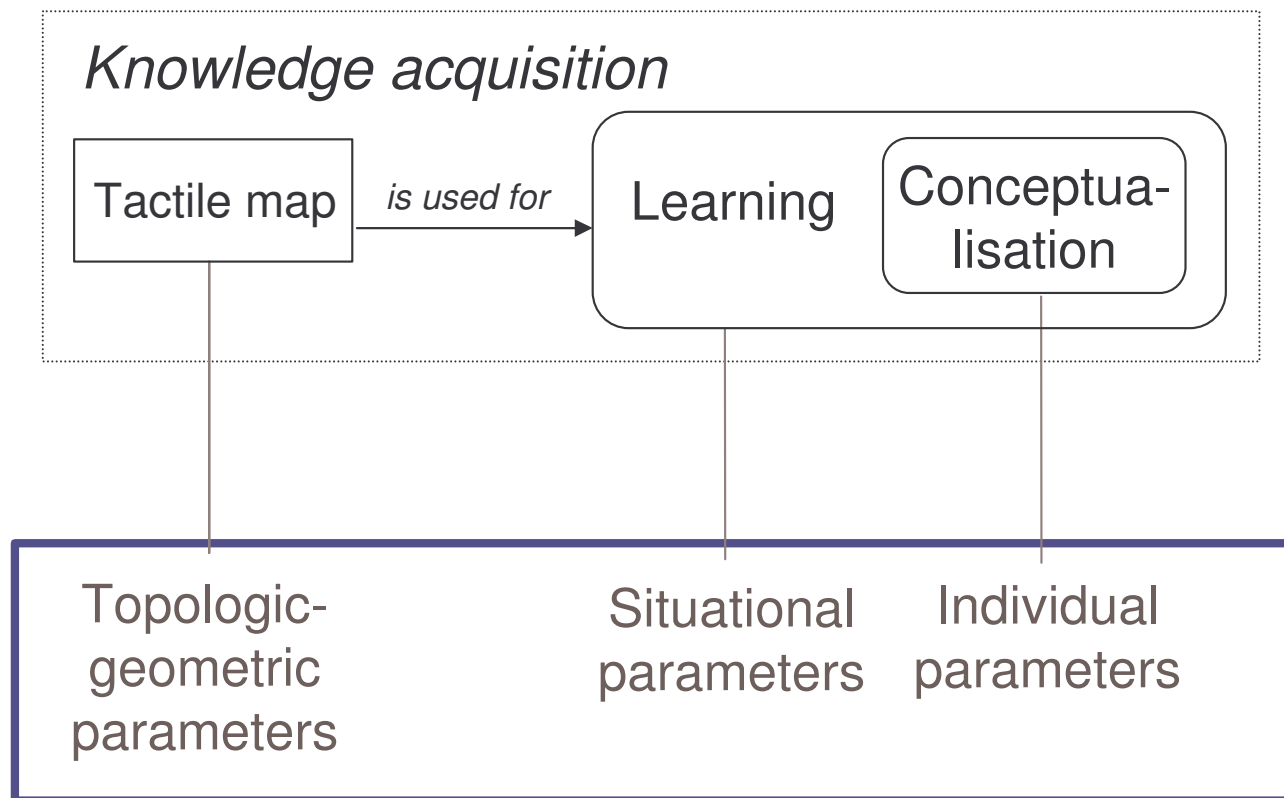 Knowledge acquisition
Tactile map
is used for
Learning
Conceptua-
lisation
Topologic-
geometric
parameters
Situational
parameters
Individual
parameters